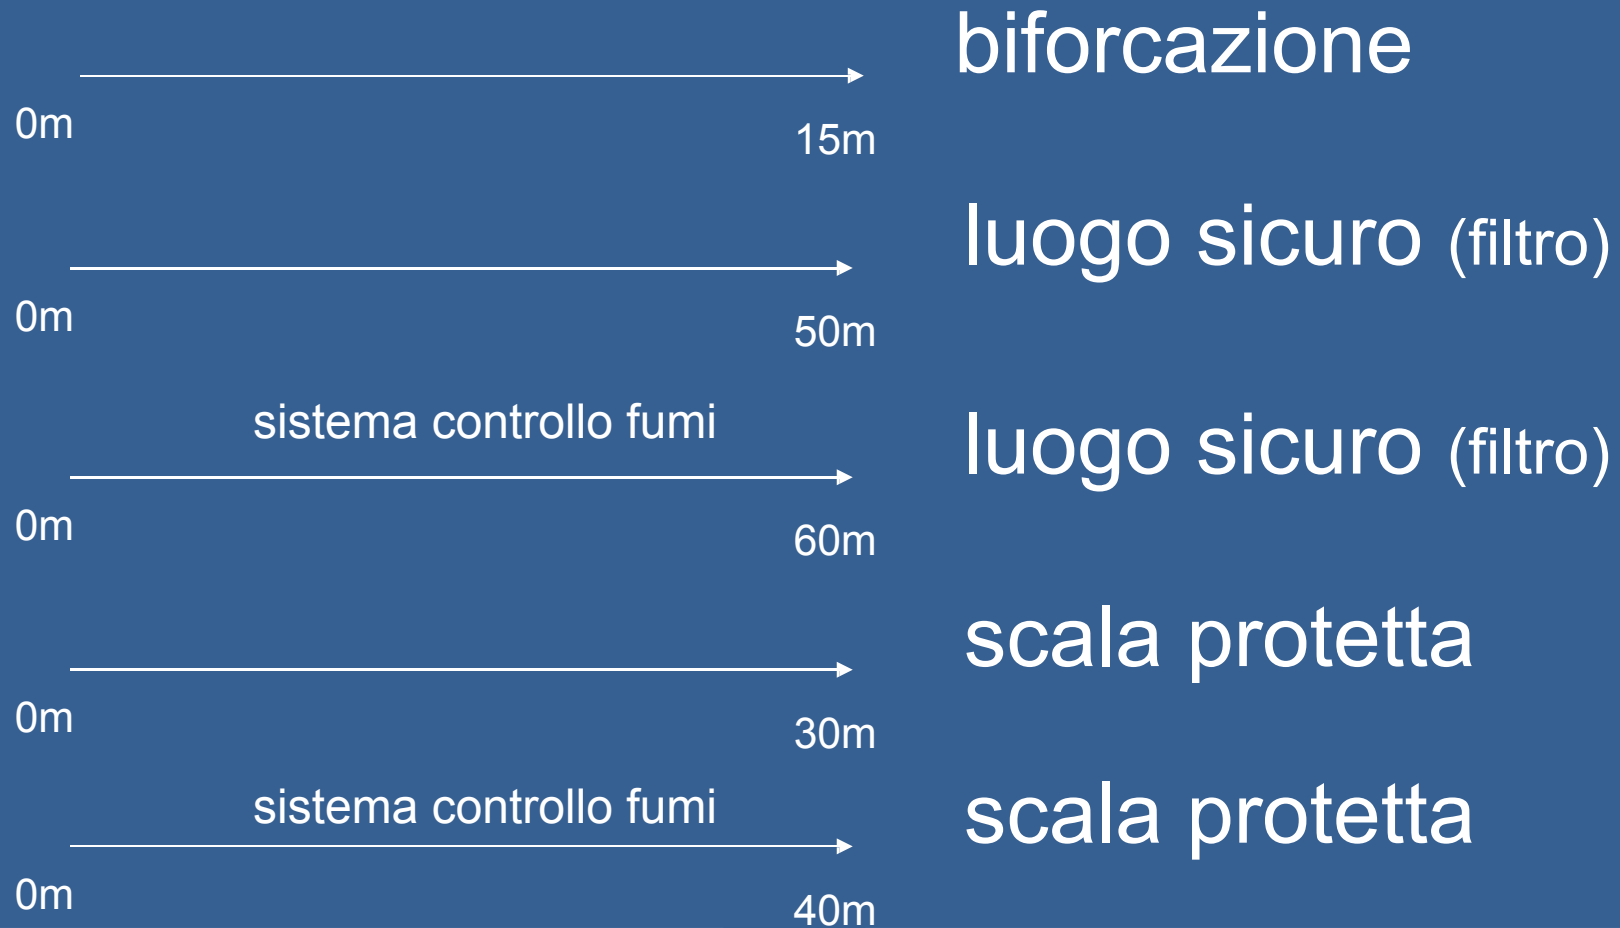 biforcazione
0m
15m
luogo sicuro (filtro)
0m
50m
sistema controllo fumi
luogo sicuro (filtro)
0m
60m
scala protetta
0m
30m
sistema controllo fumi
scala protetta
0m
40m